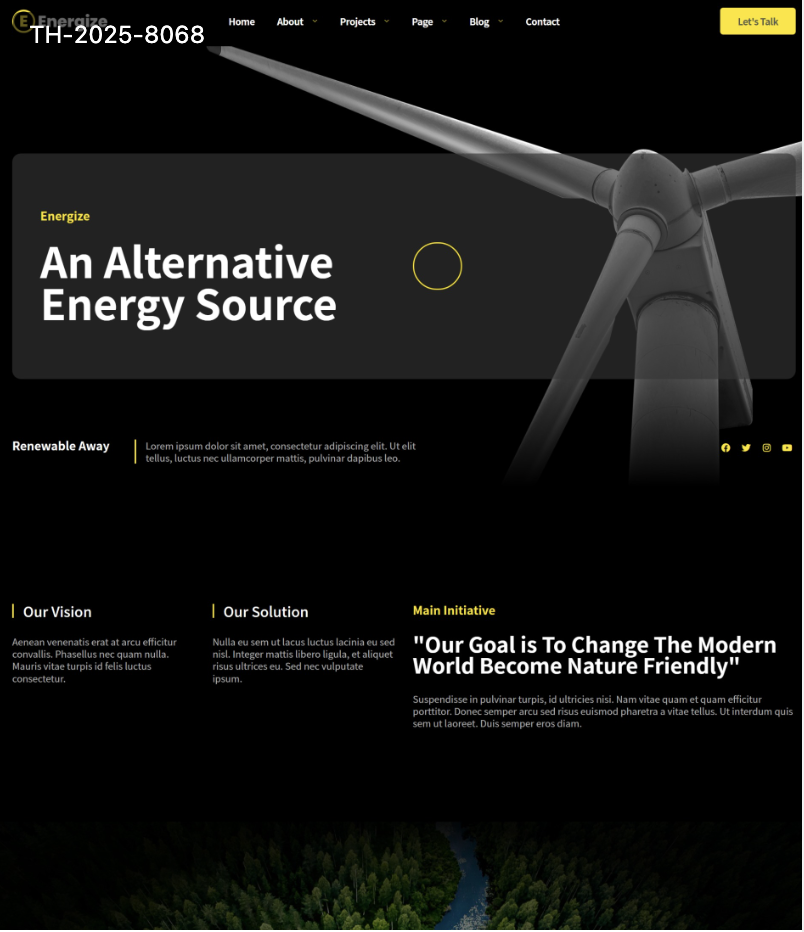 E Energize
TH-2025-8068
Home About Projects Page Blog Contact Let's Talk
Energize
An Alternative
Energy Source
Renewable Away
Lorem ipsum dolor sit amet, consectetur adipiscing elit. Ut elit
tellus, luctus nec ullamcorper mattis, pulvinar dapibus leo.
Our Vision
Aenean venenatis erat at arcu efficitur
convallis. Phasellus nec quam nulla.
Mauris vitae turpis id felis luctus
consectetur.
Our Solution
Nulla eu sem ut lacus luctus lacinia eu sed
nisl. Integer mattis libero ligula, et aliquet
risus ultrices eu. Sed nec vulputate
ipsum.
Main Initiative
"Our Goal is To Change The Modern
World Become Nature Friendly"
Suspendisse in pulvinar turpis, id ultricies nisi. Nam vitae quam et quam efficitur
porttitor. Donec semper arcu sed risus euismod pharetra a vitae tellus. Ut interdum quis
sem ut laoreet. Duis semper eros diam.